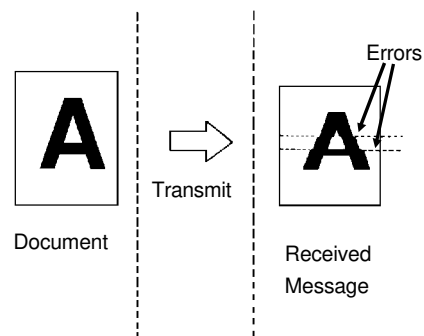 Errors
A
A
Transmit
Document
Received
Message